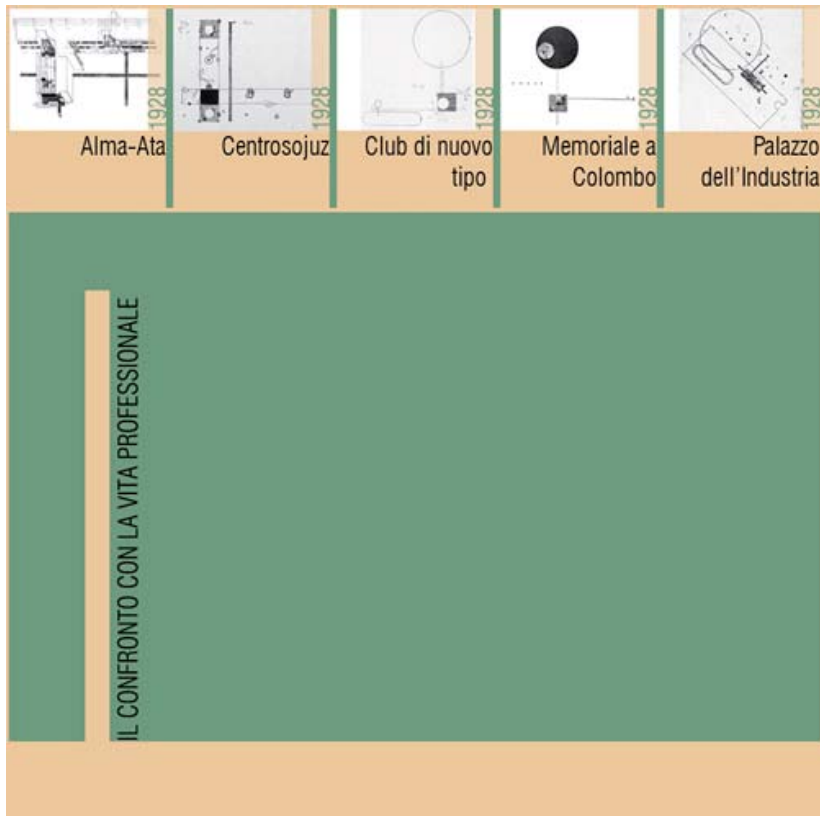 1928
1928
1928
1928
1928
Alma-Ata
Centrosojuz
Club di nuovo
tipo
Memoriale a
Colombo
Palazzo
dell'Industria
IL CONFRONTO CON LA VITA PROFESSIONALE